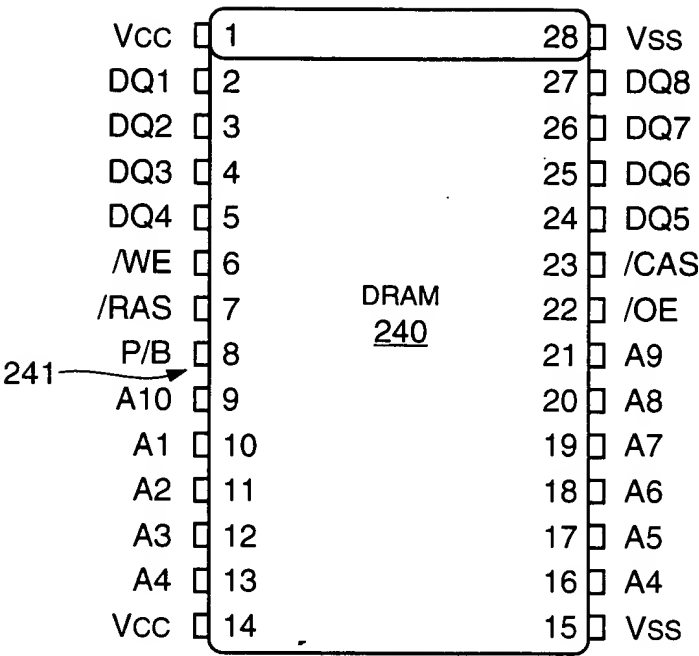 Vcc 1 28 Vss
DQ1 2 27 DQ8
DQ2 3 26 DQ7
DQ3 4 25 DQ6
DQ4 5 24 DQ5
/WE 6 23 /CAS
/RAS 7 DRAM 22 /OE
240
P/B 8 21 A9
241
A10 9 20 A8
A1 10 19 A7
A2 11 18 A6
A3 12 17 A5
A4 13 16 A4
Vcc 14 15 Vss